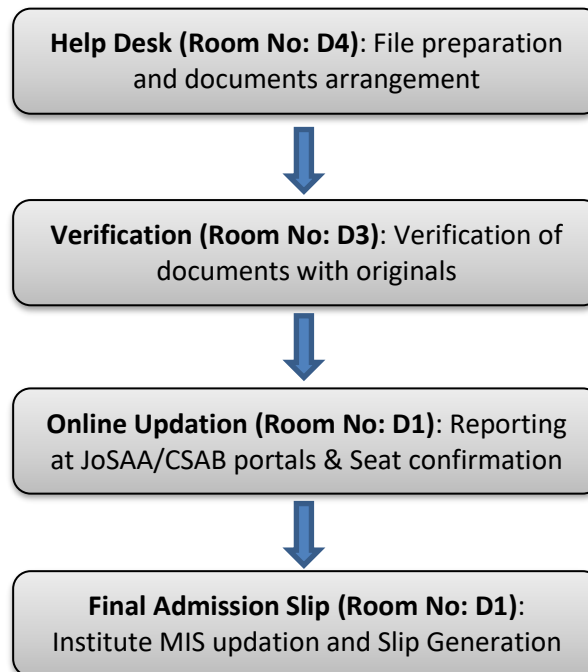 Help Desk (Room No: D4): File preparation
and documents arrangement
Verification (Room No: D3): Verification of
documents with originals
Online Updation (Room No: D1): Reporting
at JoSAA/CSAB portals & Seat confirmation
Final Admission Slip (Room No: D1):
Institute MIS updation and Slip Generation